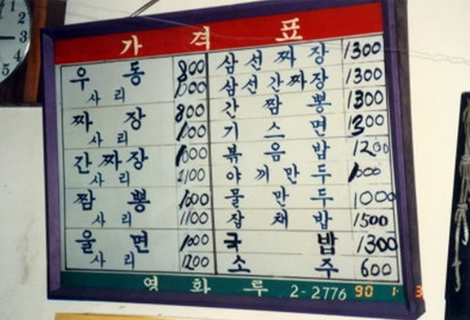 가 격 표
우 동 800
사 리 1000
짜 장 800
사 리 1000
간 짜 장 1000
사 리 1100
짬 뽕 1000
사 리 1100
울 면 1000
사 리 1200
삼 선 짜 장 1300
삼 선 간 짜 장 1300
간 짬 뽕 1300
기 스 면 1300
볶 음 밥 1200
야 끼 만 두 1000
물 만 두 1000
잡 채 밥 1500
국 밥 1300
소 주 600
영 화 루 2-2776
90 1 3